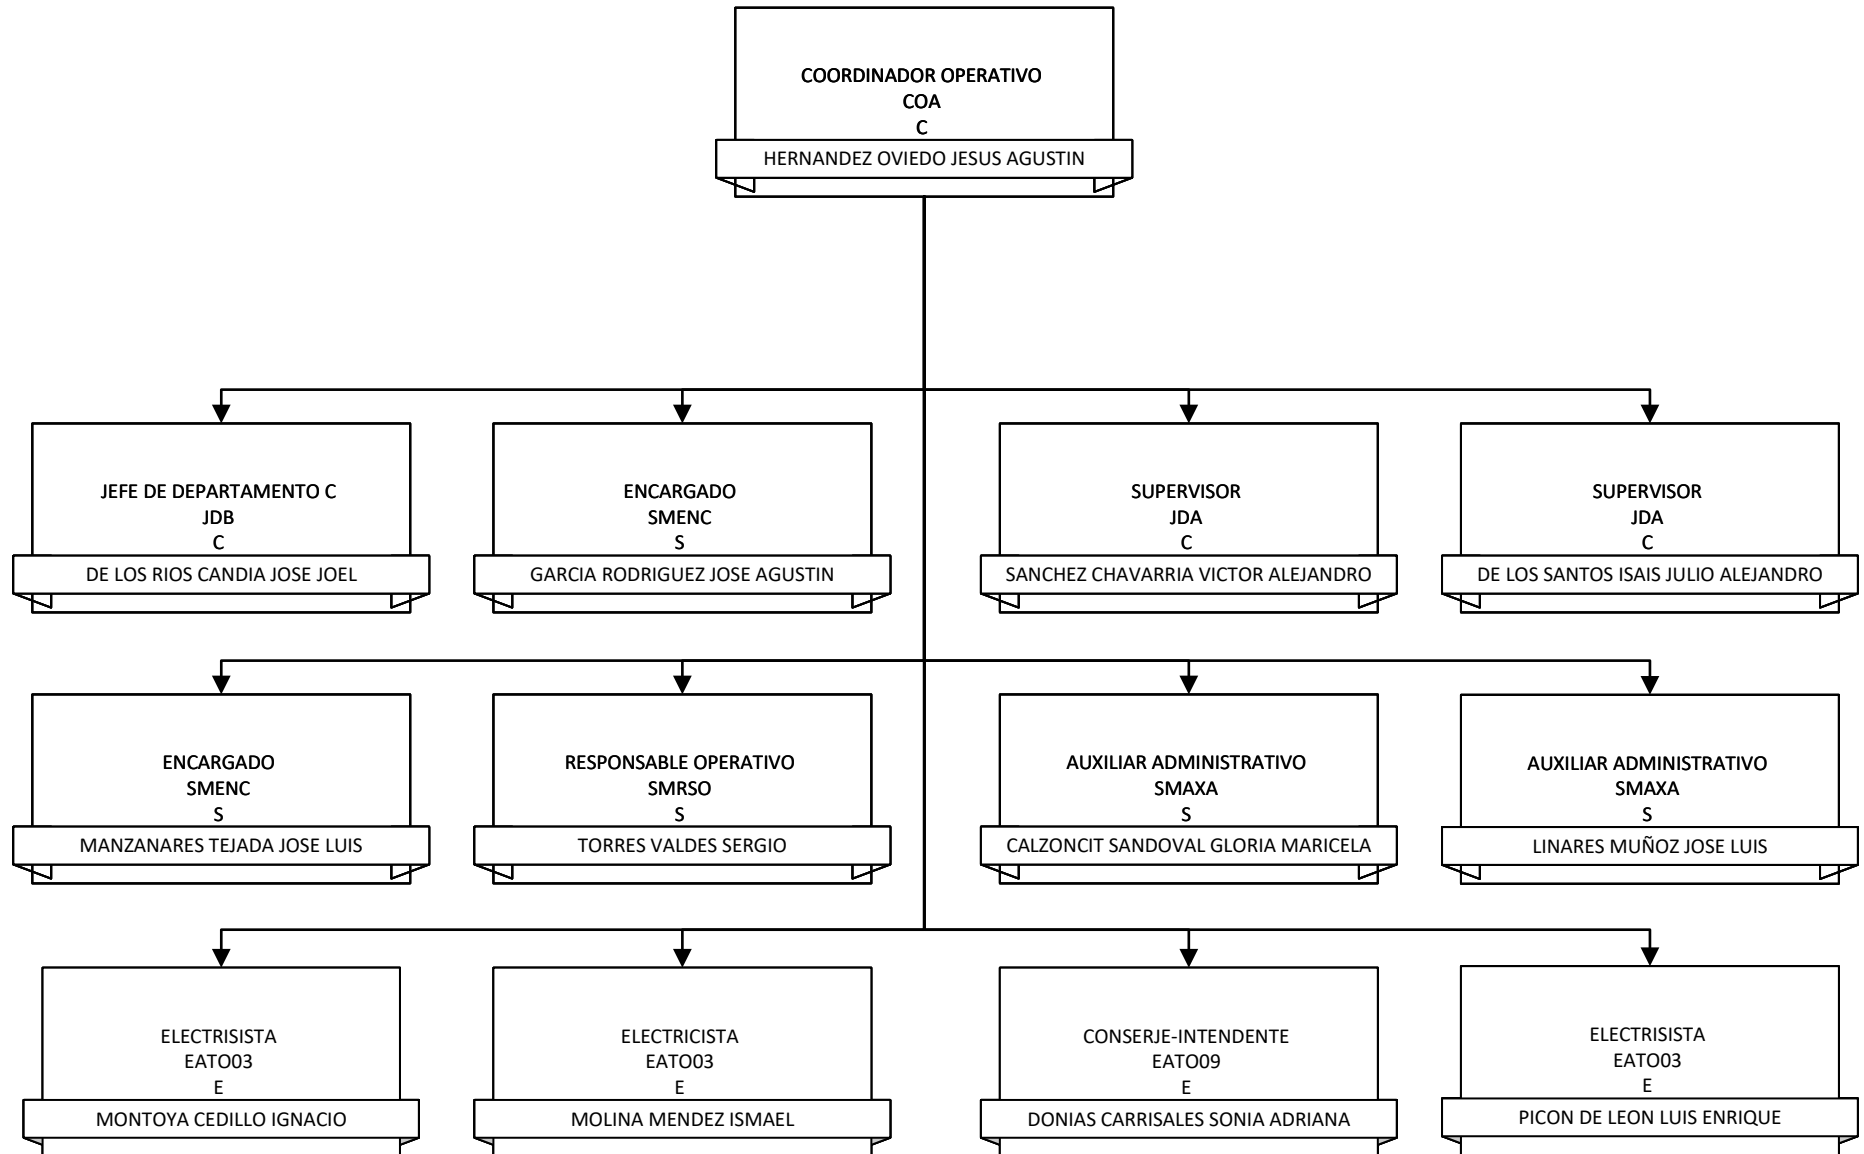 COORDINADOR OPERATIVO
COA
C
HERNANDEZ OVIEDO JESUS AGUSTIN
JEFE DE DEPARTAMENTO C
JDB
C
DE LOS RIOS CANDIA JOSE JOEL
ENCARGADO
SMENC
S
GARCIA RODRIGUEZ JOSE AGUSTIN
SUPERVISOR
JDA
C
SANCHEZ CHAVARRIA VICTOR ALEJANDRO
SUPERVISOR
JDA
C
DE LOS SANTOS ISAIS JULIO ALEJANDRO
ENCARGADO
SMENC
S
MANZANARES TEJADA JOSE LUIS
RESPONSABLE OPERATIVO
SMRSO
S
TORRES VALDES SERGIO
AUXILIAR ADMINISTRATIVO
SMAXA
S
CALZONCIT SANDOVAL GLORIA MARICELA
AUXILIAR ADMINISTRATIVO
SMAXA
S
LINARES MUÑOZ JOSE LUIS
ELECTRISISTA
EATO03
E
MONTOYA CEDILLO IGNACIO
ELECTRICISTA
EATO03
E
MOLINA MENDEZ ISMAEL
CONSERJE-INTENDENTE
EATO09
E
DONIAS CARRISALES SONIA ADRIANA
ELECTRISISTA
EATO03
E
PICON DE LEON LUIS ENRIQUE